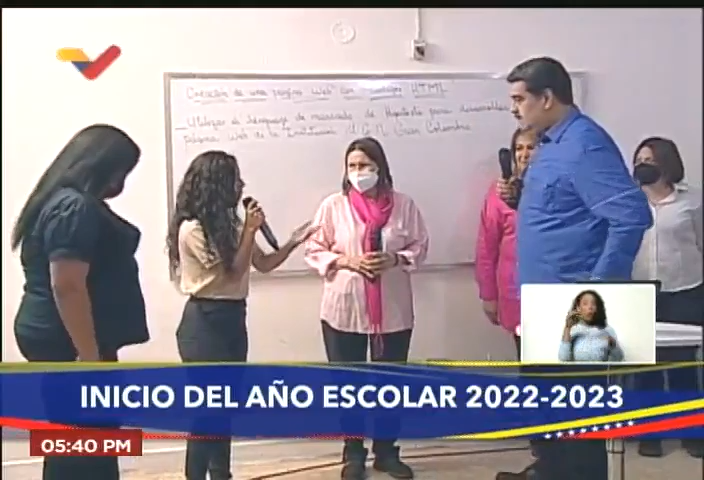 Creación de una página Web con HTML
Utilizar el lenguaje de marcado de Hipertexto para desarrollar
página Web de la Institución U.E.N Gran Colombia
INICIO DEL AÑO ESCOLAR 2022-2023
05:40 PM